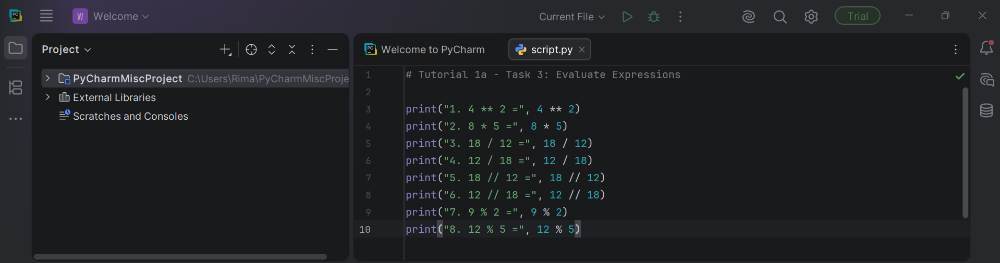 PC
W Welcome
Current File
Trial
Project
PC Welcome to PyCharm
script.py
PyCharmMiscProject C:\Users\Rima\PyCharmMiscProje
External Libraries
Scratches and Consoles
1 # Tutorial 1a - Task 3: Evaluate Expressions
2
3 print("1. 4 ** 2 =", 4 ** 2)
4 print("2. 8 * 5 =", 8 * 5)
5 print("3. 18 / 12 =", 18 / 12)
6 print("4. 12 / 18 =", 12 / 18)
7 print("5. 18 // 12 =", 18 // 12)
8 print("6. 12 // 18 =", 12 // 18)
9 print("7. 9 % 2 =", 9 % 2)
10 print("8. 12 % 5 =", 12 % 5)